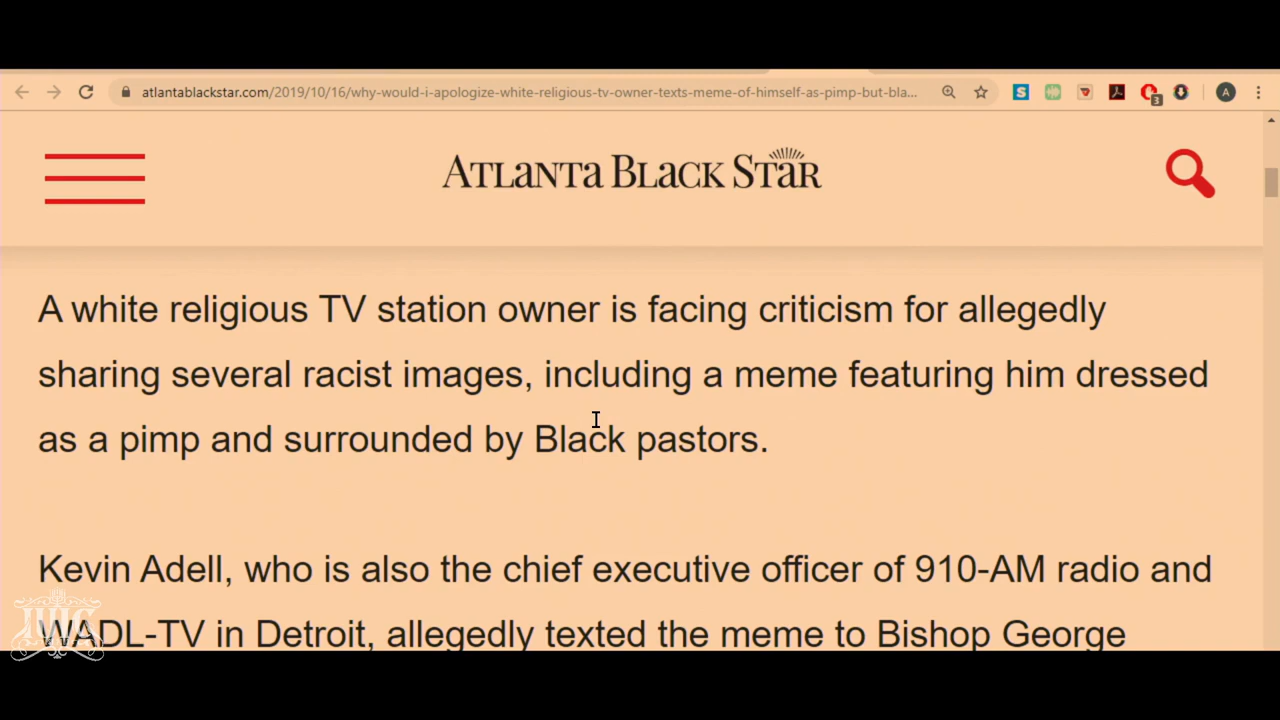 atlantablackstar.com/2019/10/16/why-would-i-apologize-white-religious-tv-owner-texts-meme-of-himself-as-pimp-but-bla...
S
3
A
ATLANTA BLACK STAR
A white religious TV station owner is facing criticism for allegedly
sharing several racist images, including a meme featuring him dressed
as a pimp and surrounded by Black pastors.
Kevin Adell, who is also the chief executive officer of 910-AM radio and
WADL-TV in Detroit, allegedly texted the meme to Bishop George
IUIC